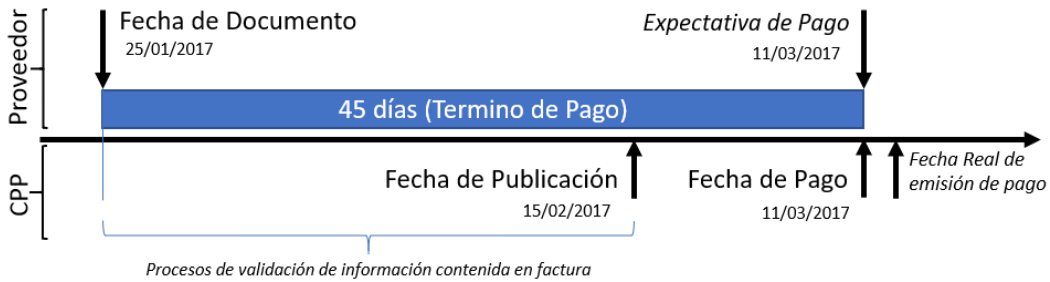 Proveedor
Fecha de Documento
25/01/2017
Expectativa de Pago
11/03/2017
45 días (Termino de Pago)
CPP
Fecha de Publicación
15/02/2017
Fecha de Pago
11/03/2017
Fecha Real de
emisión de pago
Procesos de validación de información contenida en factura